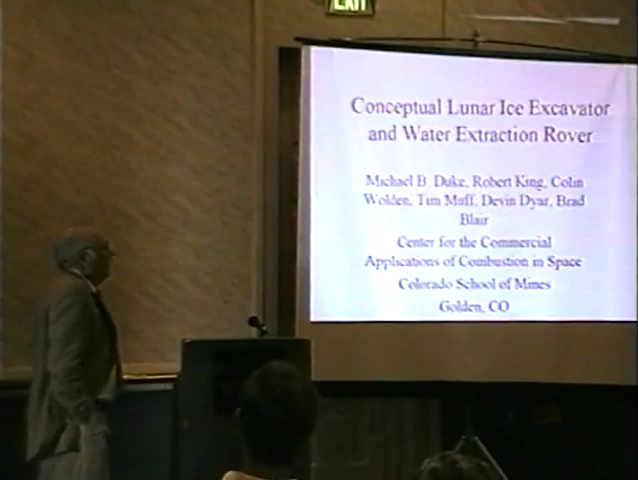 EXIT
Conceptual Lunar Ice Excavator
and Water Extraction Rover
Michael B. Duke, Robert King, Colin
Wolden, Tim Muff, Devin Dyar, Brad
Blair
Center for the Commercial
Applications of Combustion in Space
Colorado School of Mines
Golden, CO